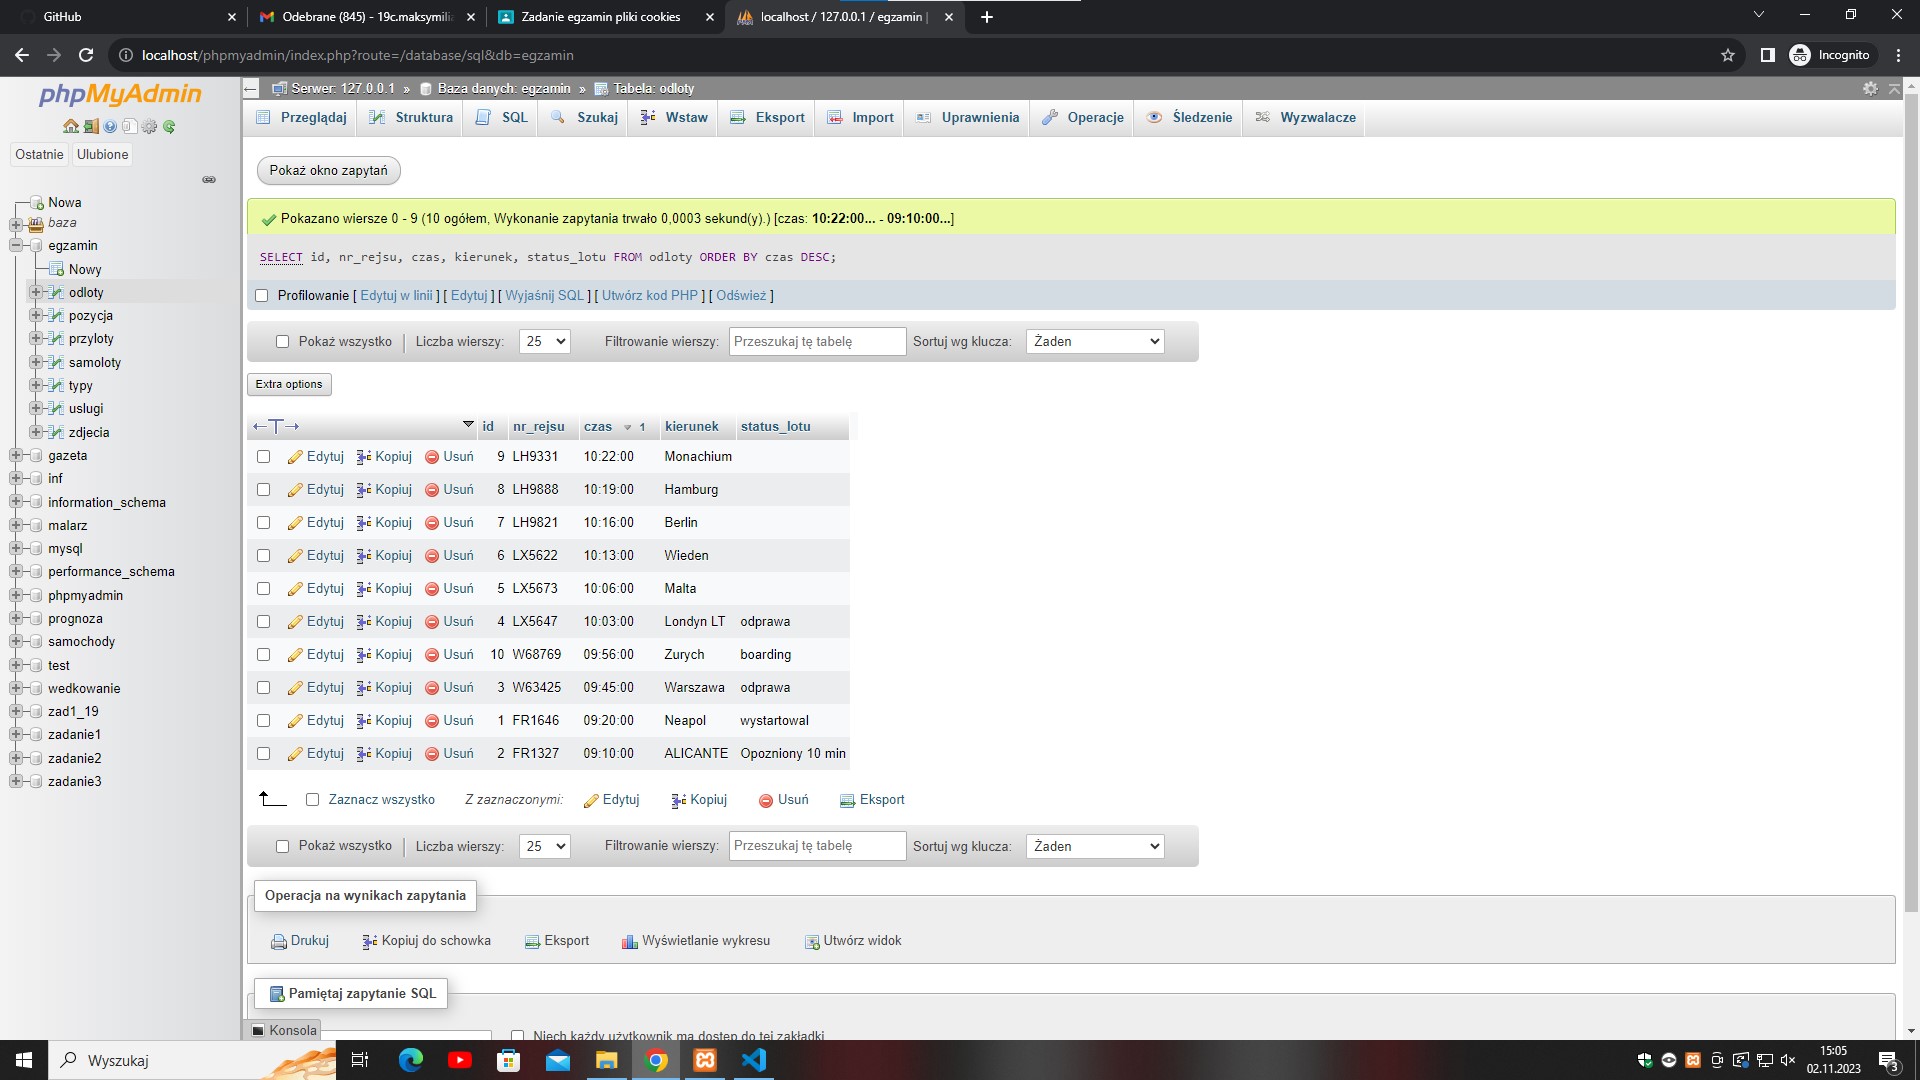 GitHub
Odebrane (845) - 19c.maksymilia
Zadanie egzamin pliki cookies
localhost / 127.0.0.1 / egzamin |
localhost/phpmyadmin/index.php?route=/database/sql&db=egzamin
Incognito
phpMyAdmin
Ostatnie
Ulubione
Nowa
baza
egzamin
Nowy
odloty
pozycja
przyloty
samoloty
typy
uslugi
zdjecia
gazeta
inf
information_schema
malarz
mysql
performance_schema
phpmyadmin
prognoza
samochody
test
wedkowanie
zad1_19
zadanie1
zadanie2
zadanie3
Serwer: 127.0.0.1 » Baza danych: egzamin » Tabela: odloty
Przeglądaj Struktura SQL Szukaj Wstaw Eksport Import Uprawnienia Operacje Śledzenie Wyzwalacze
Pokaż okno zapytań
Pokazano wiersze 0 - 9 (10 ogółem, Wykonanie zapytania trwało 0,0003 sekund(y).) [czas: 10:22:00... - 09:10:00...]
SELECT id, nr_rejsu, czas, kierunek, status_lotu FROM odloty ORDER BY czas DESC;
Profilowanie [ Edytuj w linii ] [ Edytuj ] [ Wyjaśnij SQL ] [ Utwórz kod PHP ] [ Odśwież ]
Pokaż wszystko | Liczba wierszy: 25 Filtrowanie wierszy: Przeszukaj tę tabelę Sortuj wg klucza: Żaden
Extra options
←T→ id nr_rejsu czas 1 kierunek status_lotu
Edytuj Kopiuj Usuń 9 LH9331 10:22:00 Monachium
Edytuj Kopiuj Usuń 8 LH9888 10:19:00 Hamburg
Edytuj Kopiuj Usuń 7 LH9821 10:16:00 Berlin
Edytuj Kopiuj Usuń 6 LX5622 10:13:00 Wieden
Edytuj Kopiuj Usuń 5 LX5673 10:06:00 Malta
Edytuj Kopiuj Usuń 4 LX5647 10:03:00 Londyn LT odprawa
Edytuj Kopiuj Usuń 10 W68769 09:56:00 Zurych boarding
Edytuj Kopiuj Usuń 3 W63425 09:45:00 Warszawa odprawa
Edytuj Kopiuj Usuń 1 FR1646 09:20:00 Neapol wystartowal
Edytuj Kopiuj Usuń 2 FR1327 09:10:00 ALICANTE Opozniony 10 min
Zaznacz wszystko Z zaznaczonymi: Edytuj Kopiuj Usuń Eksport
Pokaż wszystko | Liczba wierszy: 25 Filtrowanie wierszy: Przeszukaj tę tabelę Sortuj wg klucza: Żaden
Operacja na wynikach zapytania
Drukuj Kopiuj do schowka Eksport Wyświetlanie wykresu Utwórz widok
Pamiętaj zapytanie SQL
Konsola
Niech każdy użytkownik ma dostęp do tej zakładki
Wyszukaj
15:05
02.11.2023
3